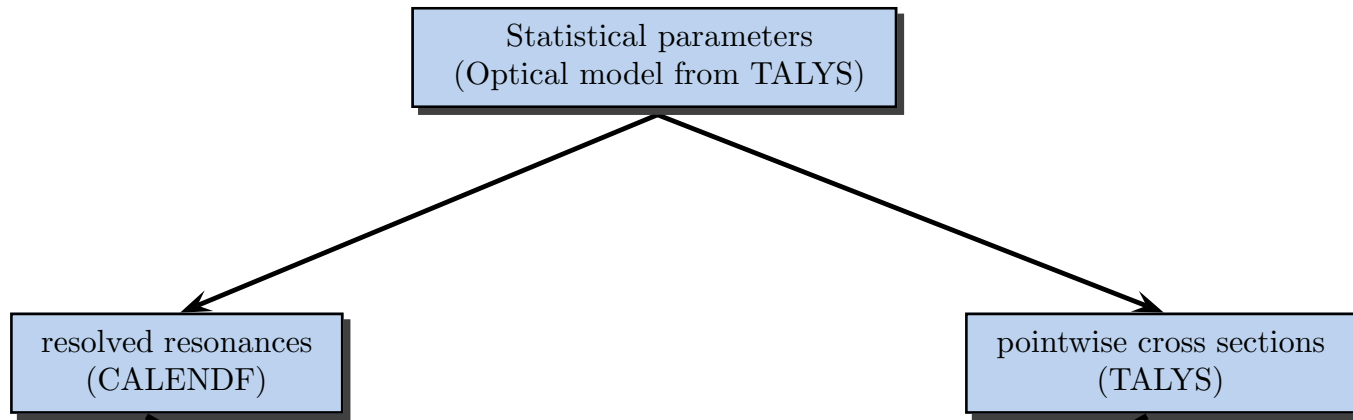 Statistical parameters
(Optical model from TALYS)
resolved resonances
(CALENDF)
pointwise cross sections
(TALYS)